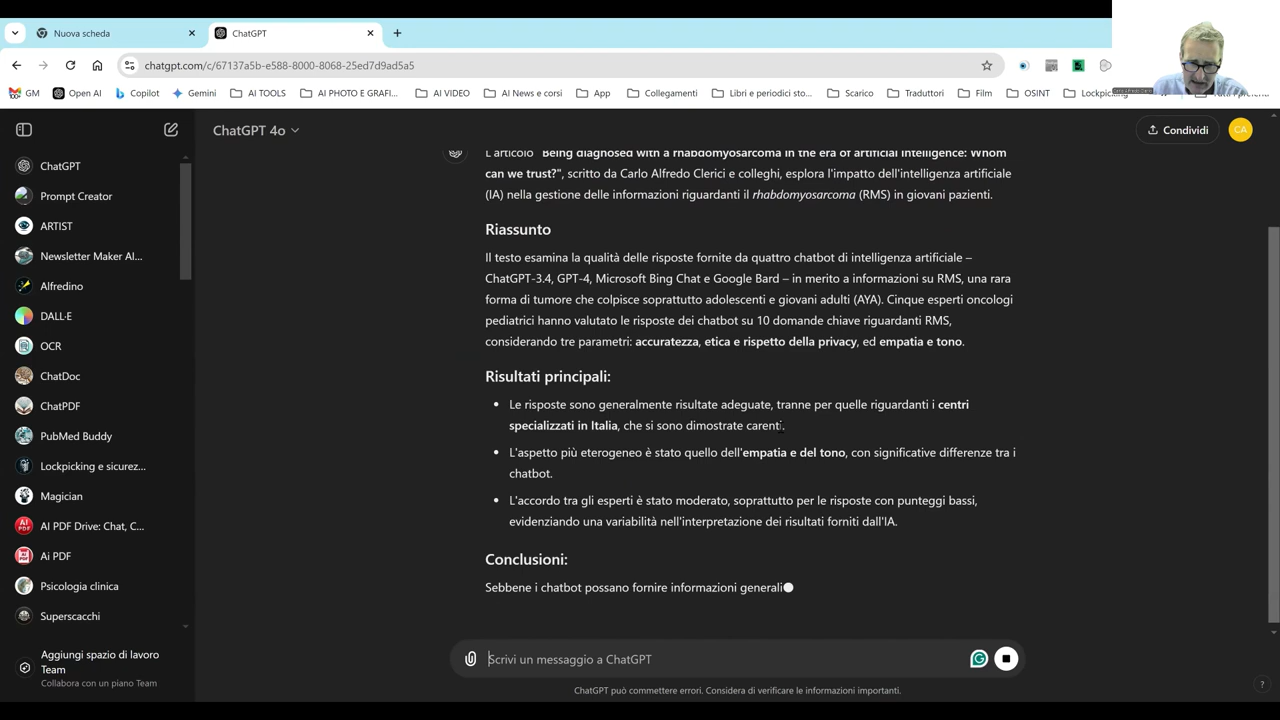 Nuova scheda
ChatGPT
chatgpt.com/c/67137a5b-e588-8000-8068-25ed7d9ad5a5
GM
Open AI
Copilot
Gemini
AI TOOLS
AI PHOTO E GRAFI...
AI VIDEO
AI News e corsi
App
Collegamenti
Libri e periodici sto...
Scarico
Traduttori
Film
OSINT
Lockpicking
ChatGPT 4o
Condividi
CA
ChatGPT
Prompt Creator
ARTIST
Newsletter Maker AI...
Alfredino
DALL·E
OCR
ChatDoc
ChatPDF
PubMed Buddy
Lockpicking e sicurez...
Magician
AI PDF Drive: Chat, C...
Ai PDF
Psicologia clinica
Superscacchi
Aggiungi spazio di lavoro
Team
Collabora con un piano Team
L'articolo "Being diagnosed with a rhabdomyosarcoma in the era of artificial intelligence: Whom
can we trust?", scritto da Carlo Alfredo Clerici e colleghi, esplora l'impatto dell'intelligenza artificiale
(IA) nella gestione delle informazioni riguardanti il rhabdomyosarcoma (RMS) in giovani pazienti.
Riassunto
Il testo esamina la qualità delle risposte fornite da quattro chatbot di intelligenza artificiale –
ChatGPT-3.4, GPT-4, Microsoft Bing Chat e Google Bard – in merito a informazioni su RMS, una rara
forma di tumore che colpisce soprattutto adolescenti e giovani adulti (AYA). Cinque esperti oncologi
pediatrici hanno valutato le risposte dei chatbot su 10 domande chiave riguardanti RMS,
considerando tre parametri: accuratezza, etica e rispetto della privacy, ed empatia e tono.
Risultati principali:
Le risposte sono generalmente risultate adeguate, tranne per quelle riguardanti i centri
specializzati in Italia, che si sono dimostrate carenti.
L'aspetto più eterogeneo è stato quello dell'empatia e del tono, con significative differenze tra i
chatbot.
L'accordo tra gli esperti è stato moderato, soprattutto per le risposte con punteggi bassi,
evidenziando una variabilità nell'interpretazione dei risultati forniti dall'IA.
Conclusioni:
Sebbene i chatbot possano fornire informazioni generali
Scrivi un messaggio a ChatGPT
ChatGPT può commettere errori. Considera di verificare le informazioni importanti.
?